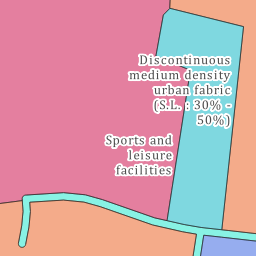 Discontinuous
medium density
urban fabric
(S.L. : 30% -
50%)
Sports and
leisure
facilities